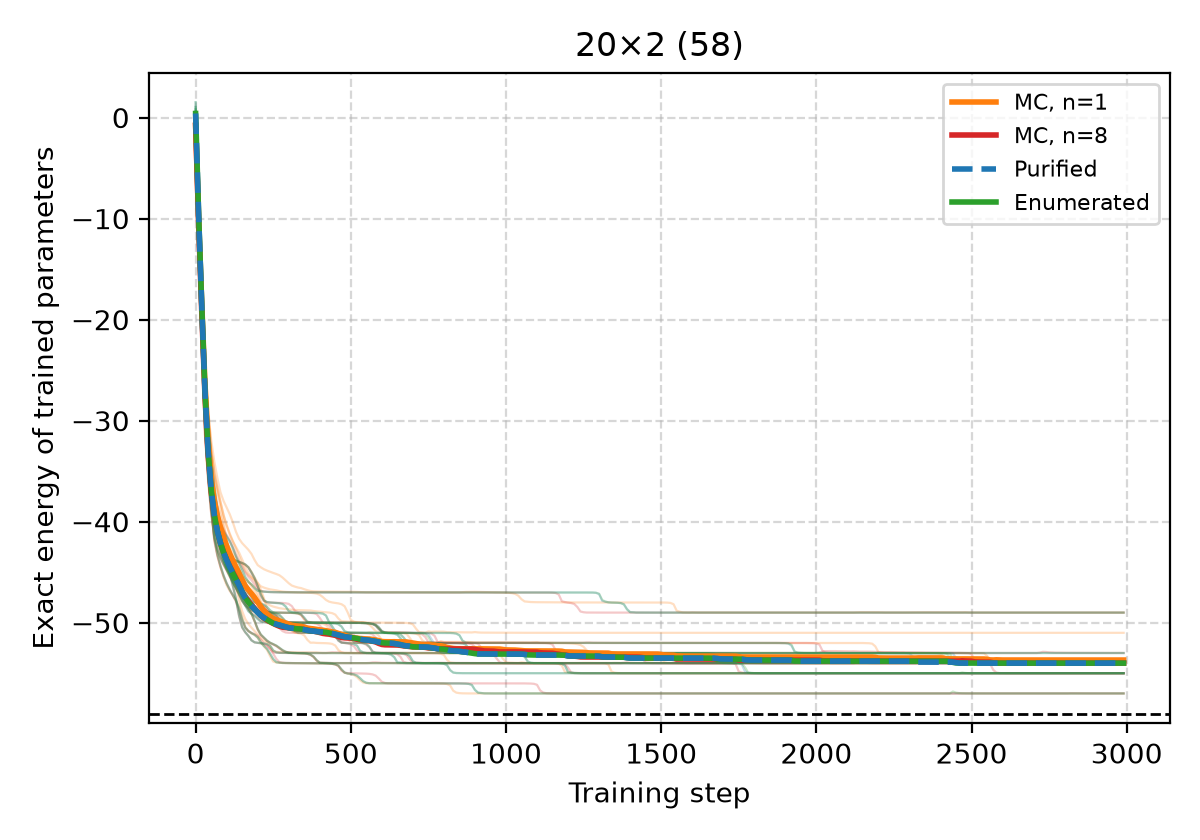 20×2 (58)
Exact energy of trained parameters
0
−10
−20
−30
−40
−50
MC, n=1
MC, n=8
Purified
Enumerated
0 500 1000 1500 2000 2500 3000
Training step